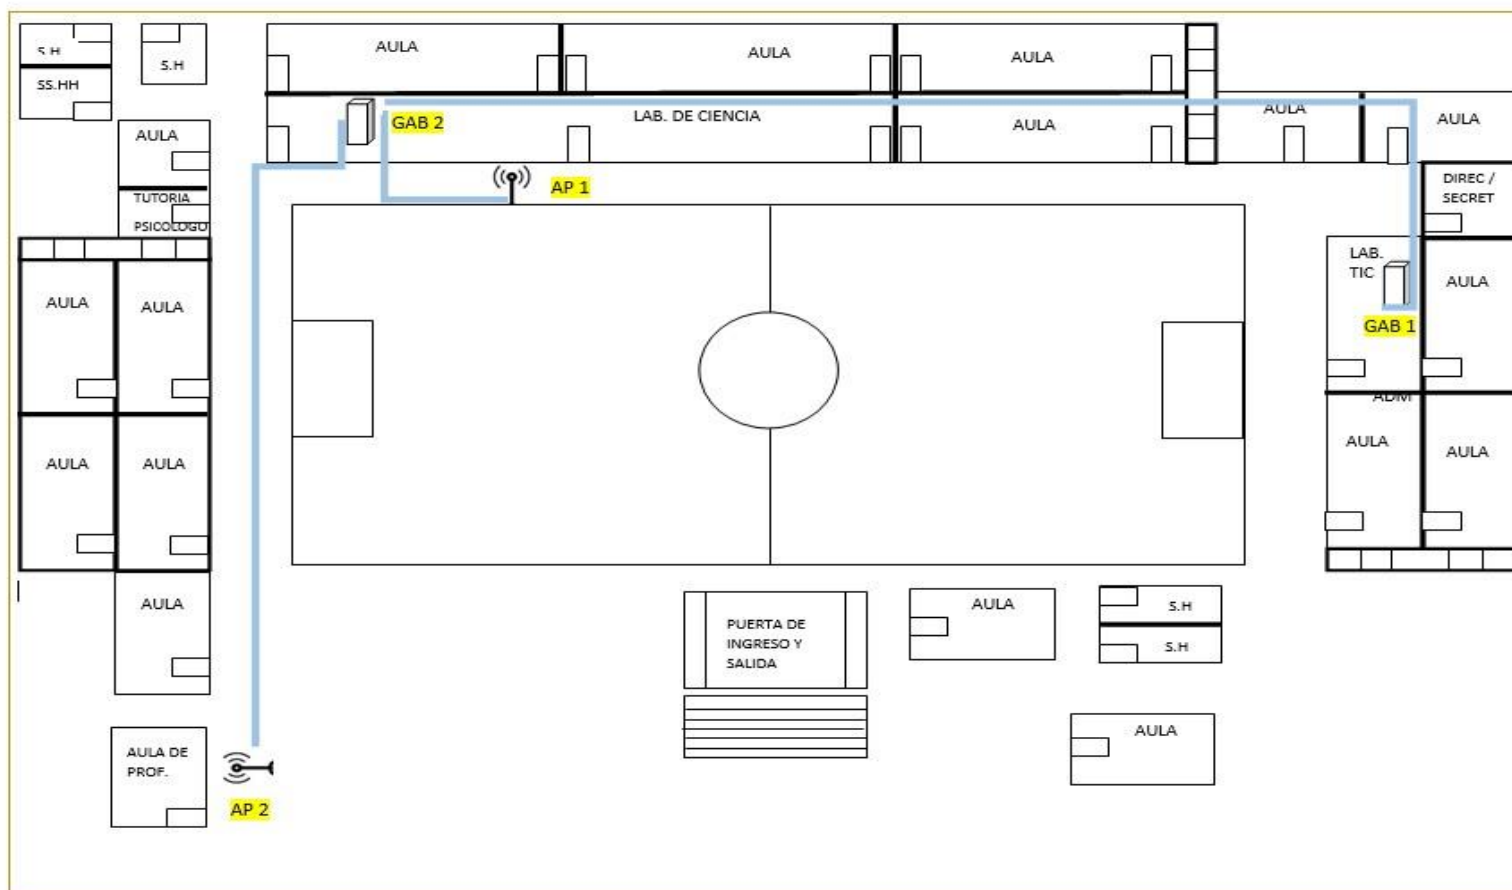 S.H
SS.HH
S.H
AULA
AULA
AULA
AULA
TUTORIA
PSICOLOGO
GAB 2
LAB. DE CIENCIA
AULA
AULA
AULA
AP 1
DIREC /
SECRET
LAB.
TIC
AULA
GAB 1
AULA
AULA
ADM
AULA
AULA
AULA
AULA
AULA
PUERTA DE
INGRESO Y
SALIDA
AULA
S.H
S.H
AULA
AULA DE
PROF.
AP 2